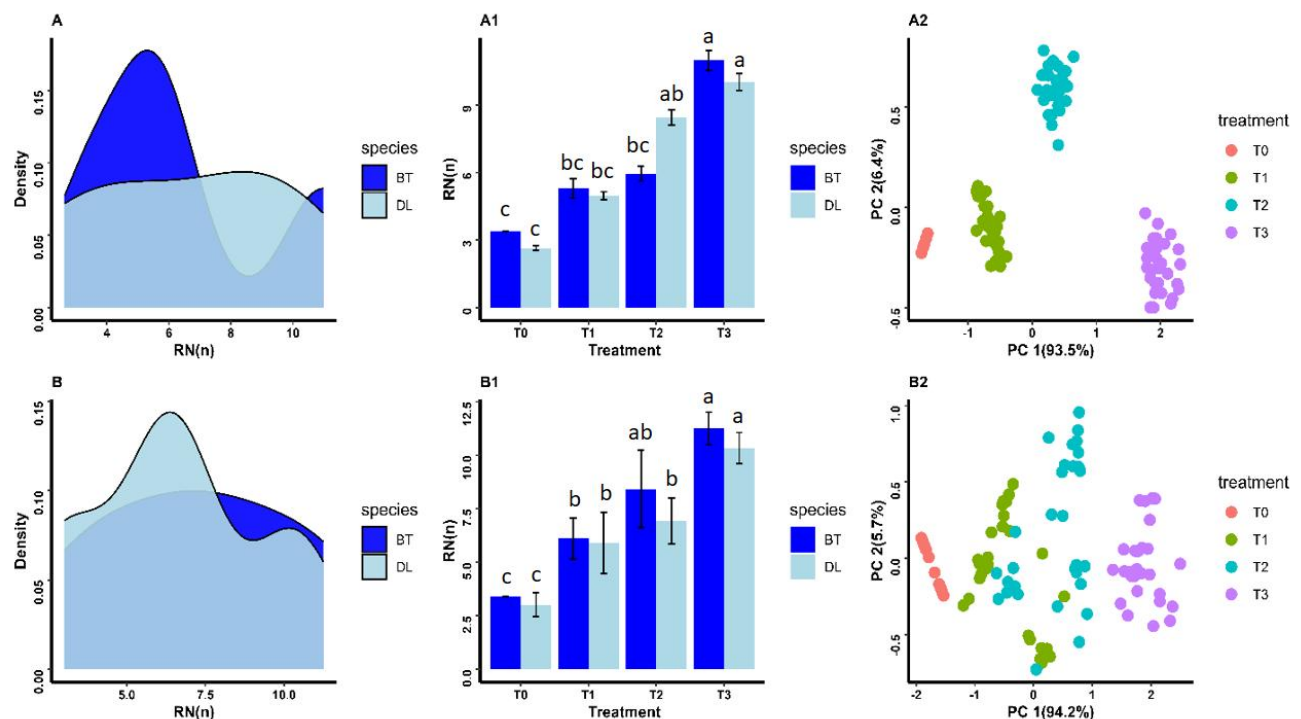 A
Density
0.00
0.05
0.10
0.15
4
6
8
10
RN(n)
species
BT
DL
A1
RN(n)
0
3
6
9
c
c
bc
bc
bc
ab
a
a
T0
T1
T2
T3
Treatment
species
BT
DL
A2
PC 2(6.4%)
0.5
0.0
-0.5
-1
0
1
2
PC 1(93.5%)
treatment
T0
T1
T2
T3
B
Density
0.00
0.05
0.10
0.15
5.0
7.5
10.0
RN(n)
species
BT
DL
B1
RN(n)
0.0
2.5
5.0
7.5
10.0
12.5
c
c
b
b
ab
b
a
a
T0
T1
T2
T3
Treatment
species
BT
DL
B2
PC 2(5.7%)
1.0
0.5
0.0
-0.5
-2
-1
0
1
2
PC 1(94.2%)
treatment
T0
T1
T2
T3